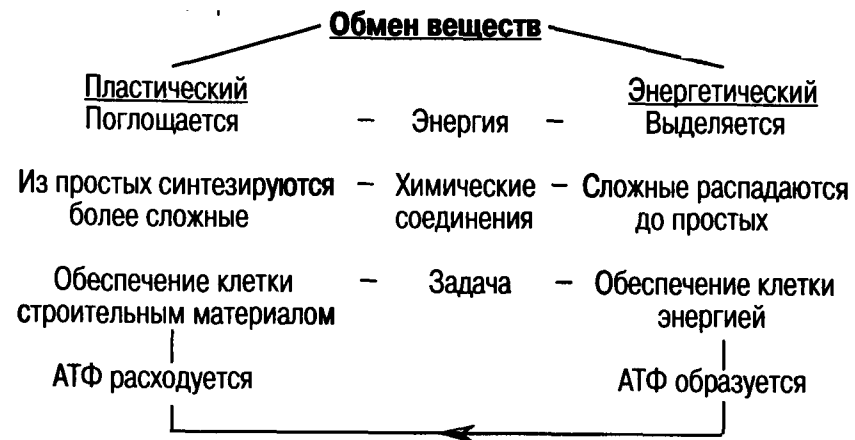 Обмен веществ
Пластический Энергетический
Поглощается – Энергия – Выделяется
Из простых синтезируются – Химические – Сложные распадаются
более сложные соединения до простых
Обеспечение клетки – Задача – Обеспечение клетки
строительным материалом энергией
АТФ расходуется АТФ образуется